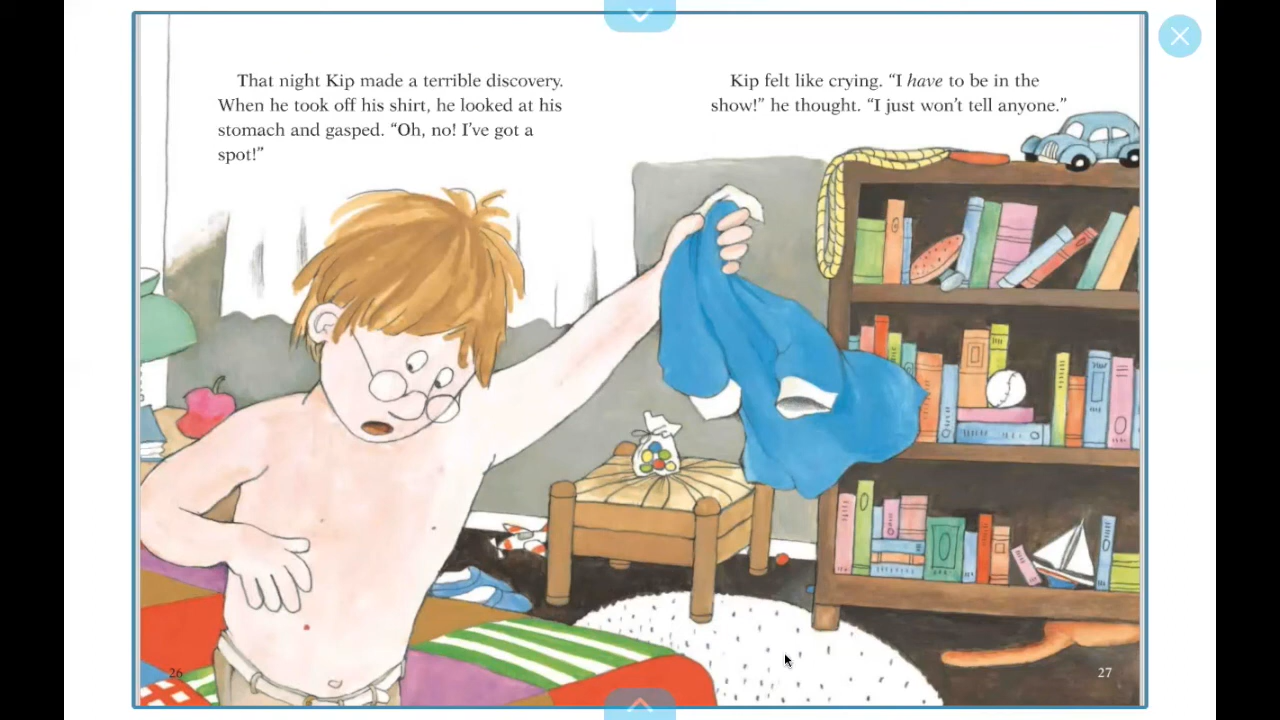 That night Kip made a terrible discovery.
When he took off his shirt, he looked at his
stomach and gasped. “Oh, no! I’ve got a
spot!”
Kip felt like crying. “I have to be in the
show!” he thought. “I just won’t tell anyone.”
26
27